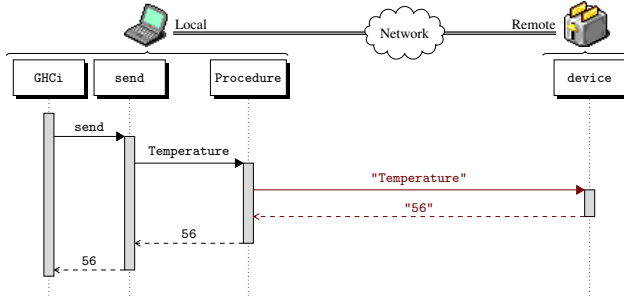 Local
Network
Remote
GHCi
send
Procedure
device
send
Temperature
"Temperature"
"56"
56
56